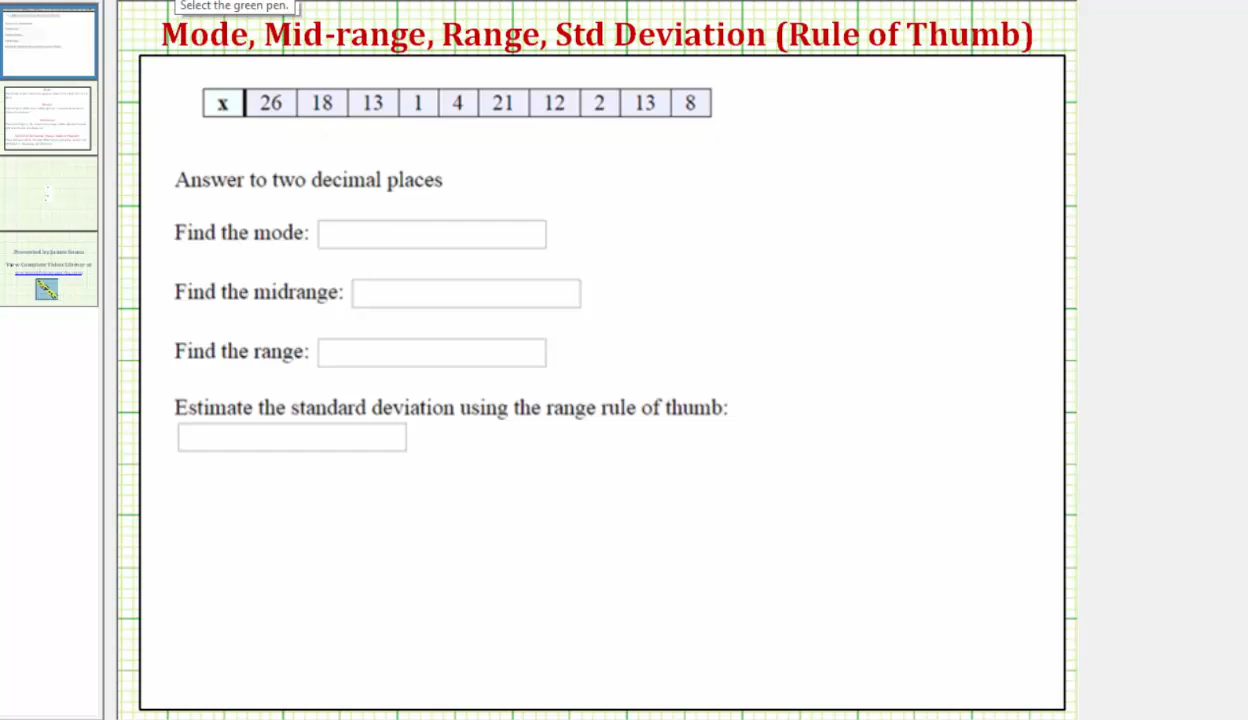 Select the green pen.
Mode, Mid-range, Range, Std Deviation (Rule of Thumb)
x 26 18 13 1 4 21 12 2 13 8
Answer to two decimal places
Find the mode:
Find the midrange:
Find the range:
Estimate the standard deviation using the range rule of thumb: